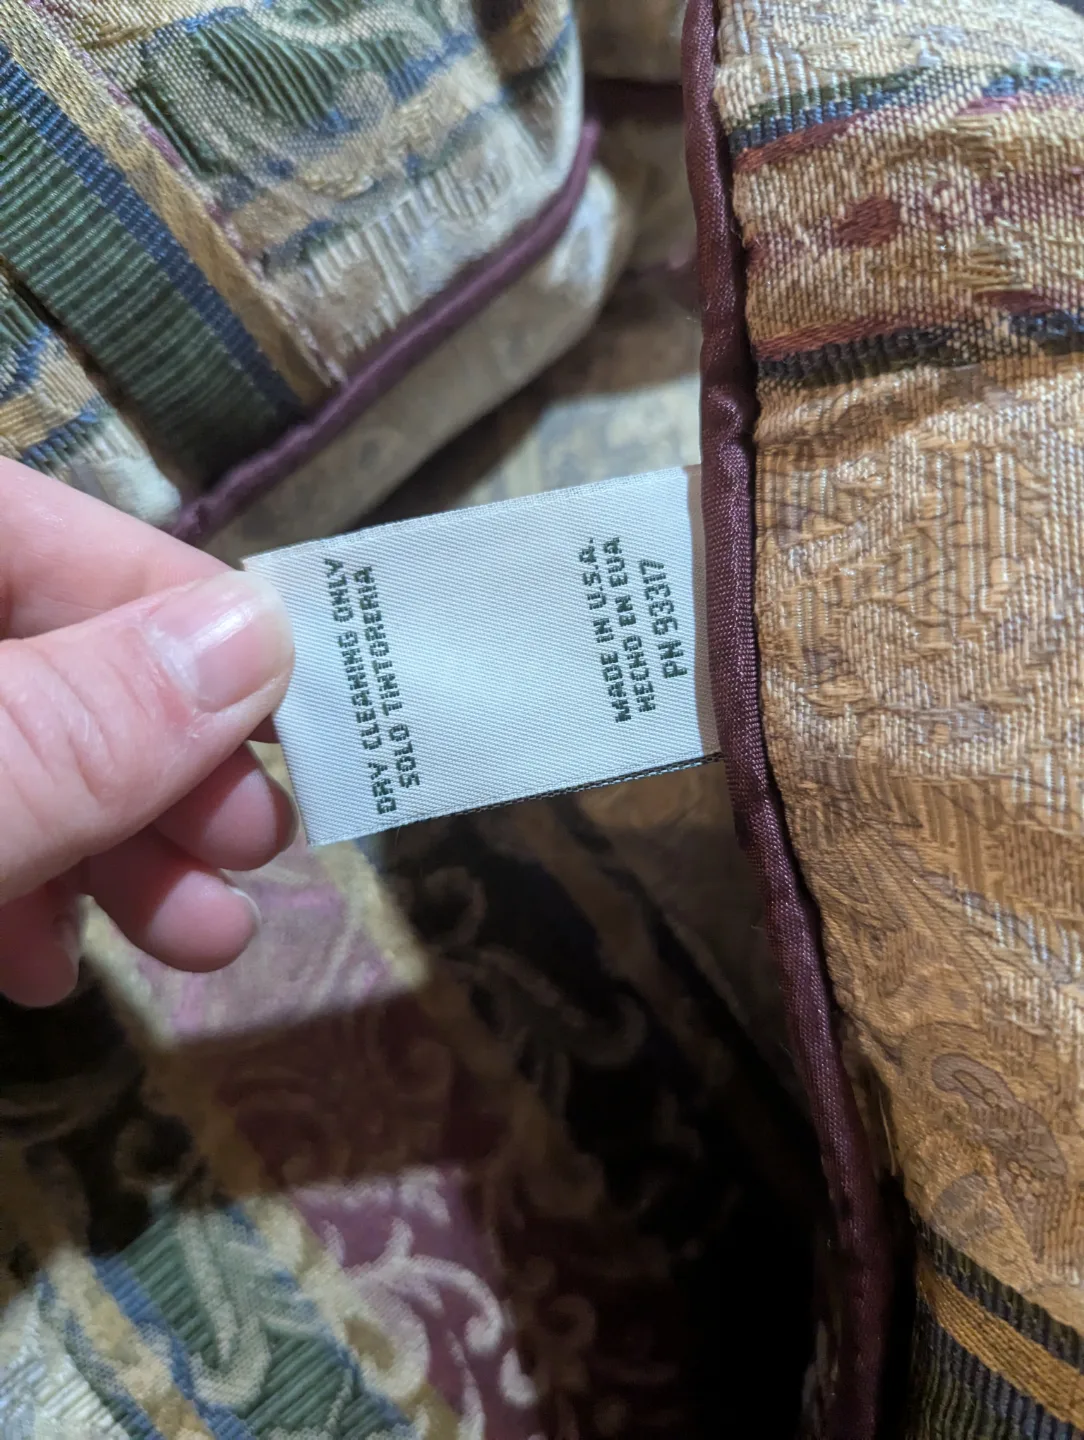 DRY CLEANING ONLY
SOLO TINTORERIA
MADE IN U.S.A.
HECHO EN EUA
PN 93317